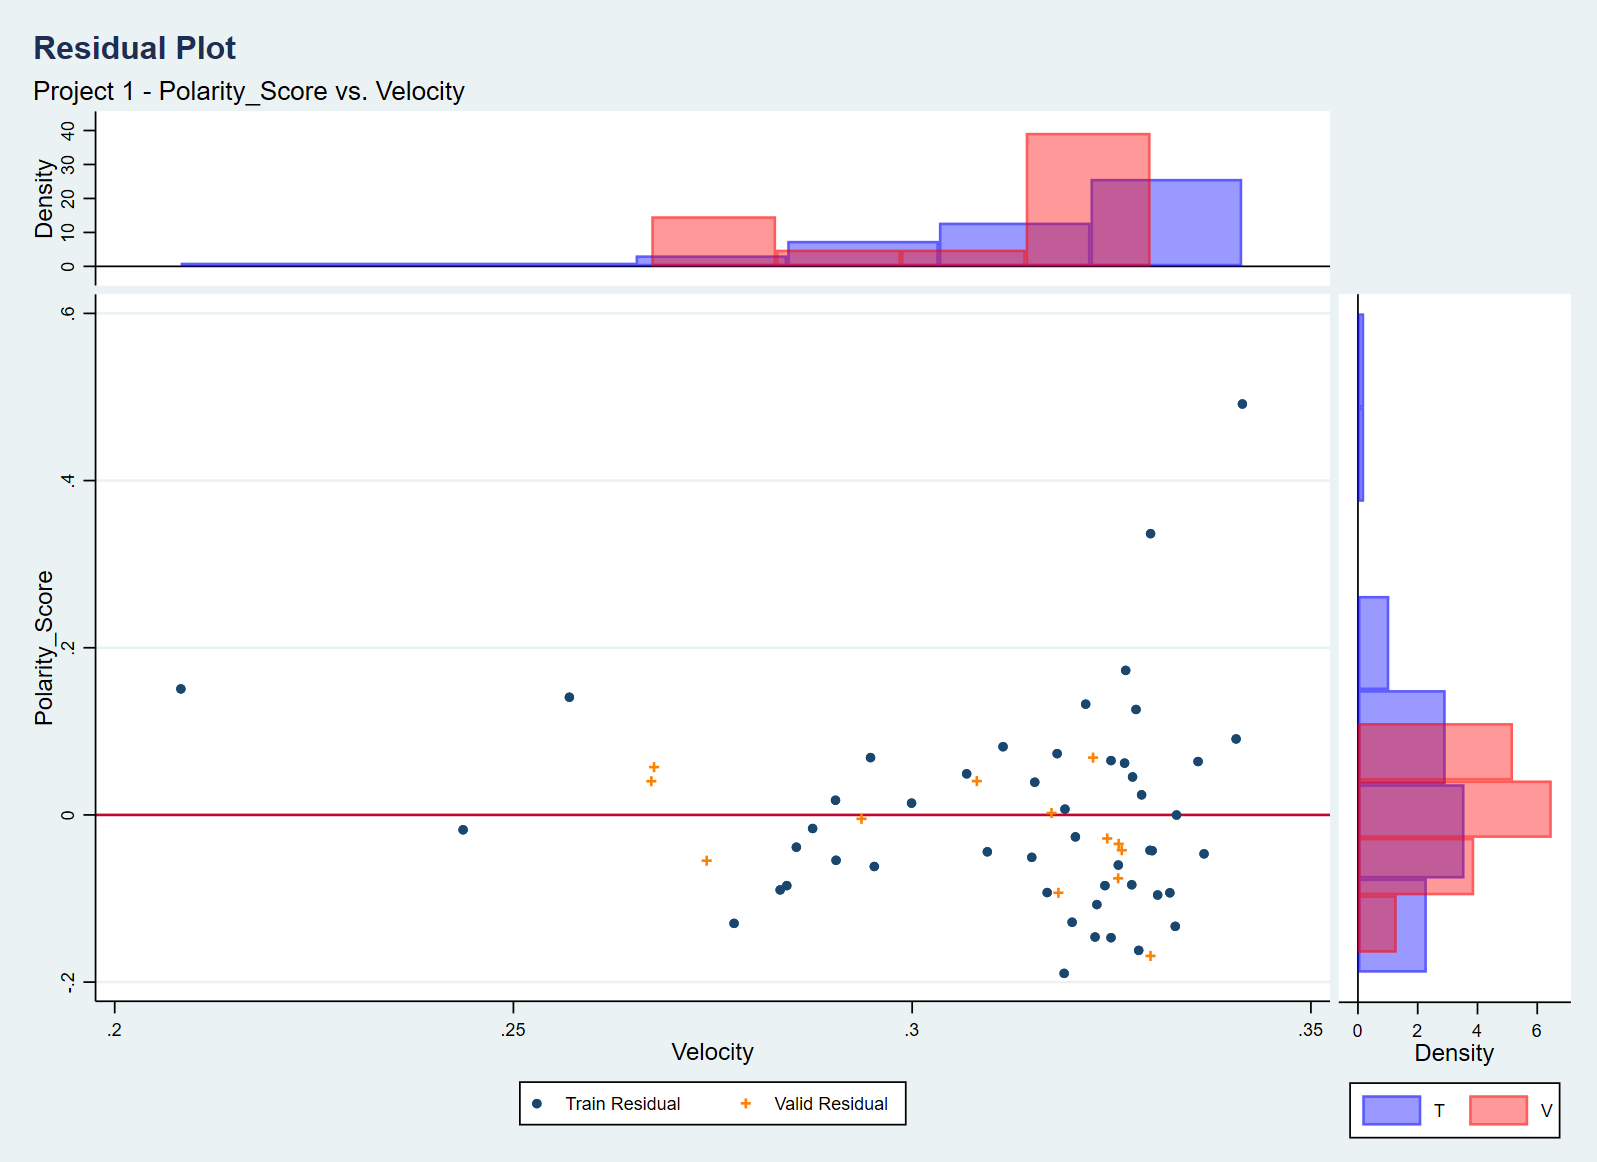 Residual Plot
Project 1 - Polarity_Score vs. Velocity
Density
40
30
20
10
0
Polarity_Score
.6
.4
.2
0
-.2
.2
.25
.3
.35
Velocity
0
2
4
6
Density
Train Residual
Valid Residual
T
V